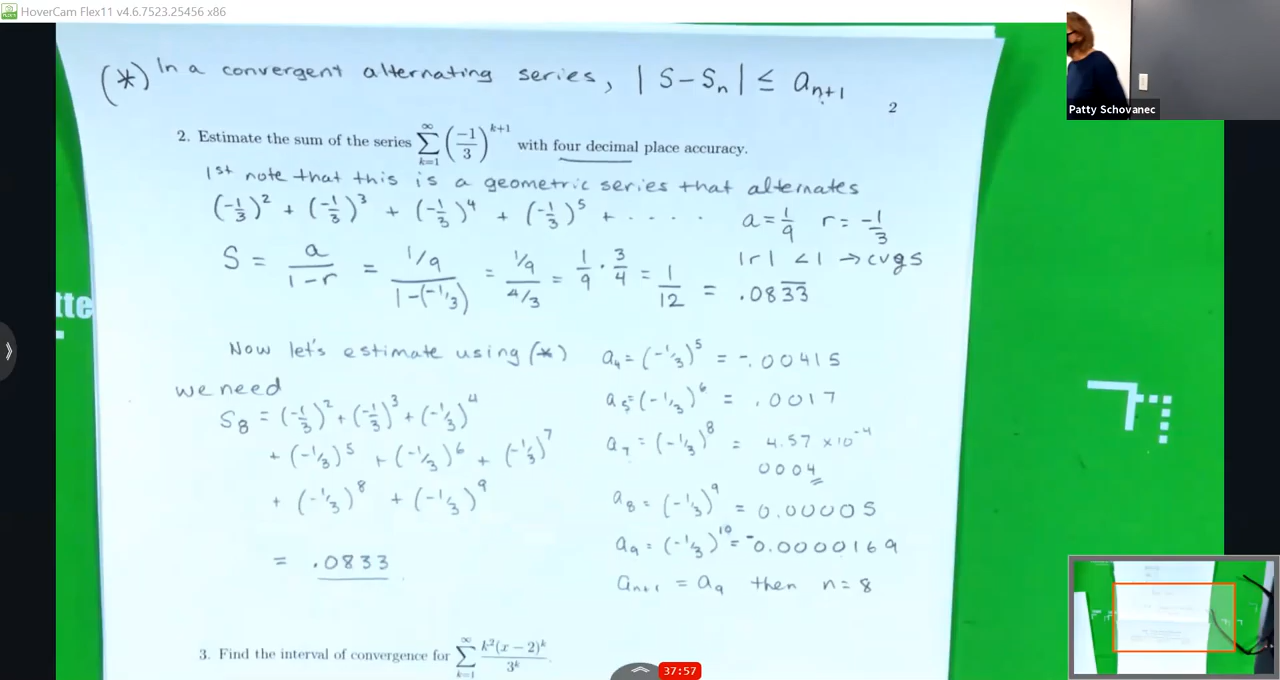 HoverCam Flex11 v4.6.7523.25456 x86
(*) In a convergent alternating series, | S - Sₙ | ≤ aₙ₊₁
2
Patty Schovanec
2. Estimate the sum of the series ∑_{k=1}^{∞} (-1/3)^{k+1} with four decimal place accuracy.
1st note that this is a geometric series that alternates
(-1/3)² + (-1/3)³ + (-1/3)⁴ + (-1/3)⁵ + · · · · a = 1/9 r = -1/3
|r| < 1 → cvgs
S = a/(1-r) = (1/9)/(1-(-1/3)) = (1/9)/(4/3) = 1/9 · 3/4 = 1/12 = .083̅3̅
tte
Now let's estimate using (*)
we need
S₈ = (-1/3)² + (-1/3)³ + (-1/3)⁴
+ (-1/3)⁵ + (-1/3)⁶ + (-1/3)⁷
+ (-1/3)⁸ + (-1/3)⁹
= .0833
a₄ = (-1/3)⁵ = -.00415
a₅ = (-1/3)⁶ = .0017
a₇ = (-1/3)⁸ = 4.57 × 10⁻⁴
0004
a₈ = (-1/3)⁹ = 0.00005
a₉ = (-1/3)¹⁰ = -0.0000169
aₙ₊₁ = a₉ then n = 8
3. Find the interval of convergence for ∑_{k=1}^{∞} k²(x − 2)ᵏ/3ᵏ.
37:57